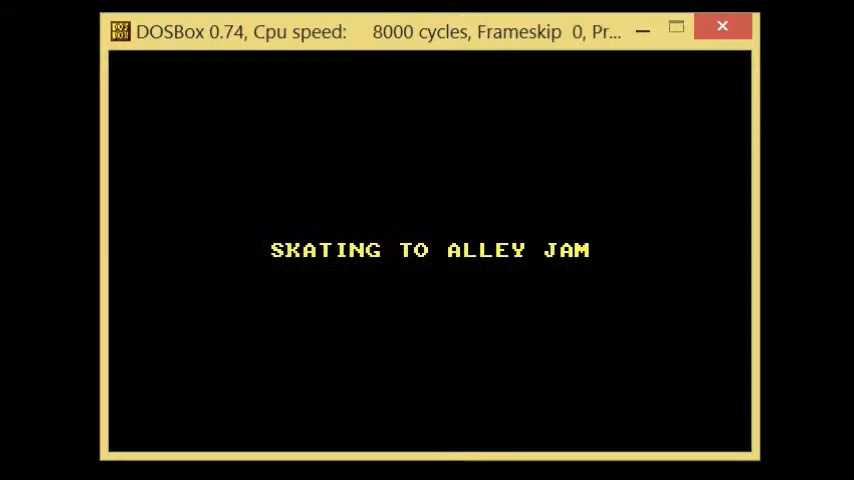 DOSBox 0.74, Cpu speed: 8000 cycles, Frameskip 0, Pr...
SKATING TO ALLEY JAM